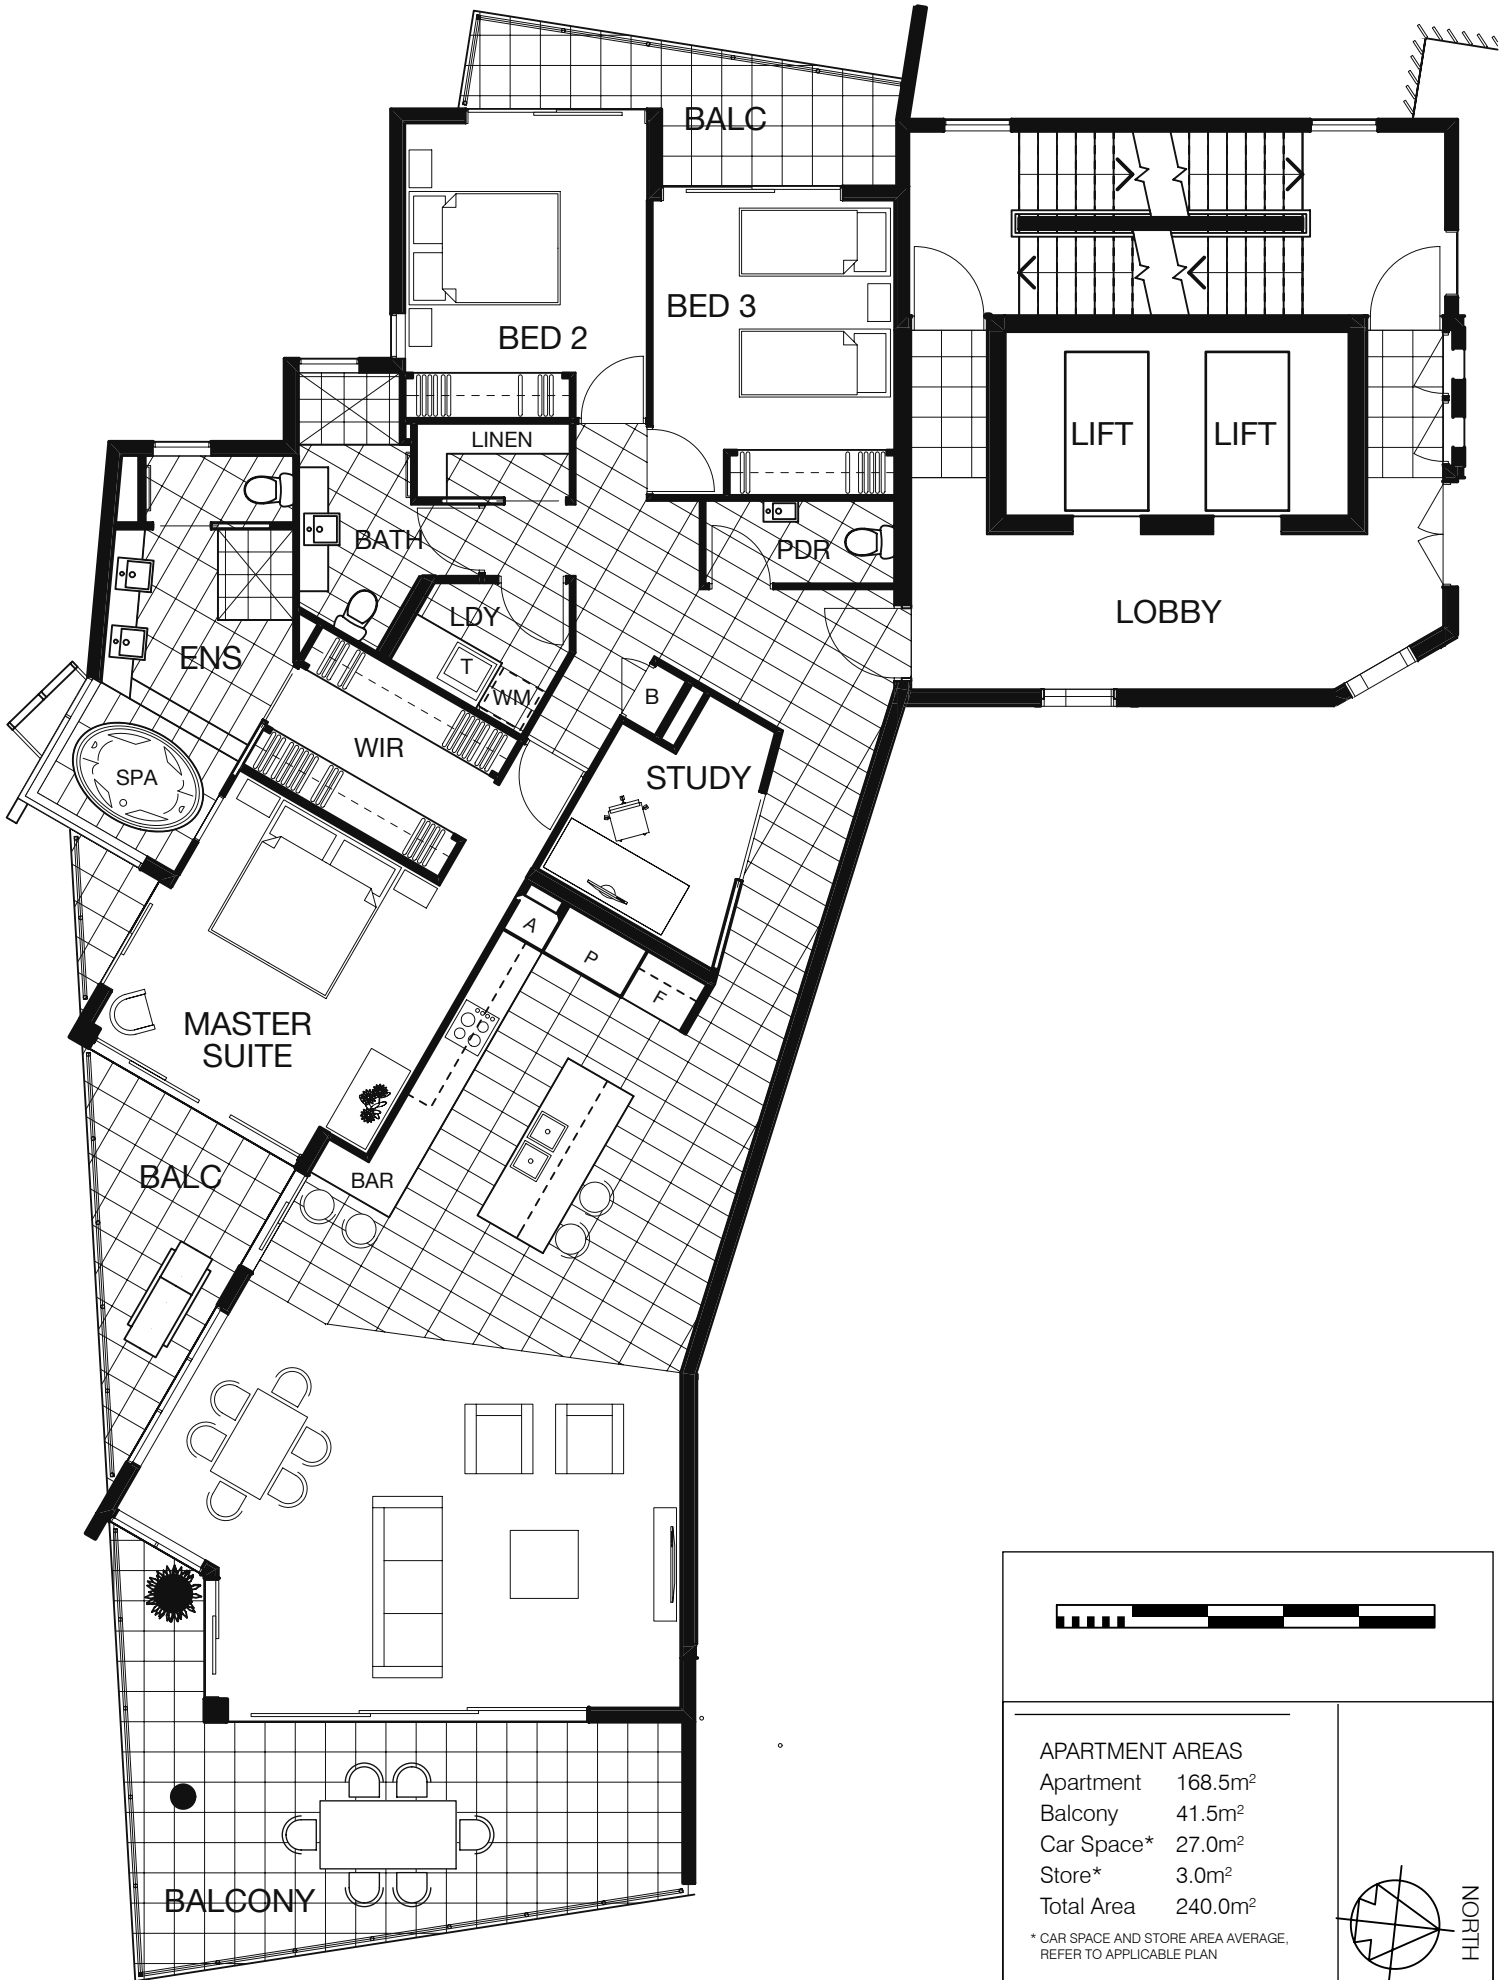 BALC
BED 2
BED 3
LINEN
LIFT
LIFT
BATH
PDR
LOBBY
LDY
ENS
T
WM
B
WIR
SPA
STUDY
A
P
F
MASTER
SUITE
BALC
BAR
BALCONY
APARTMENT AREAS
Apartment 168.5m²
Balcony 41.5m²
Car Space* 27.0m²
Store* 3.0m²
Total Area 240.0m²
* CAR SPACE AND STORE AREA AVERAGE,
REFER TO APPLICABLE PLAN
NORTH